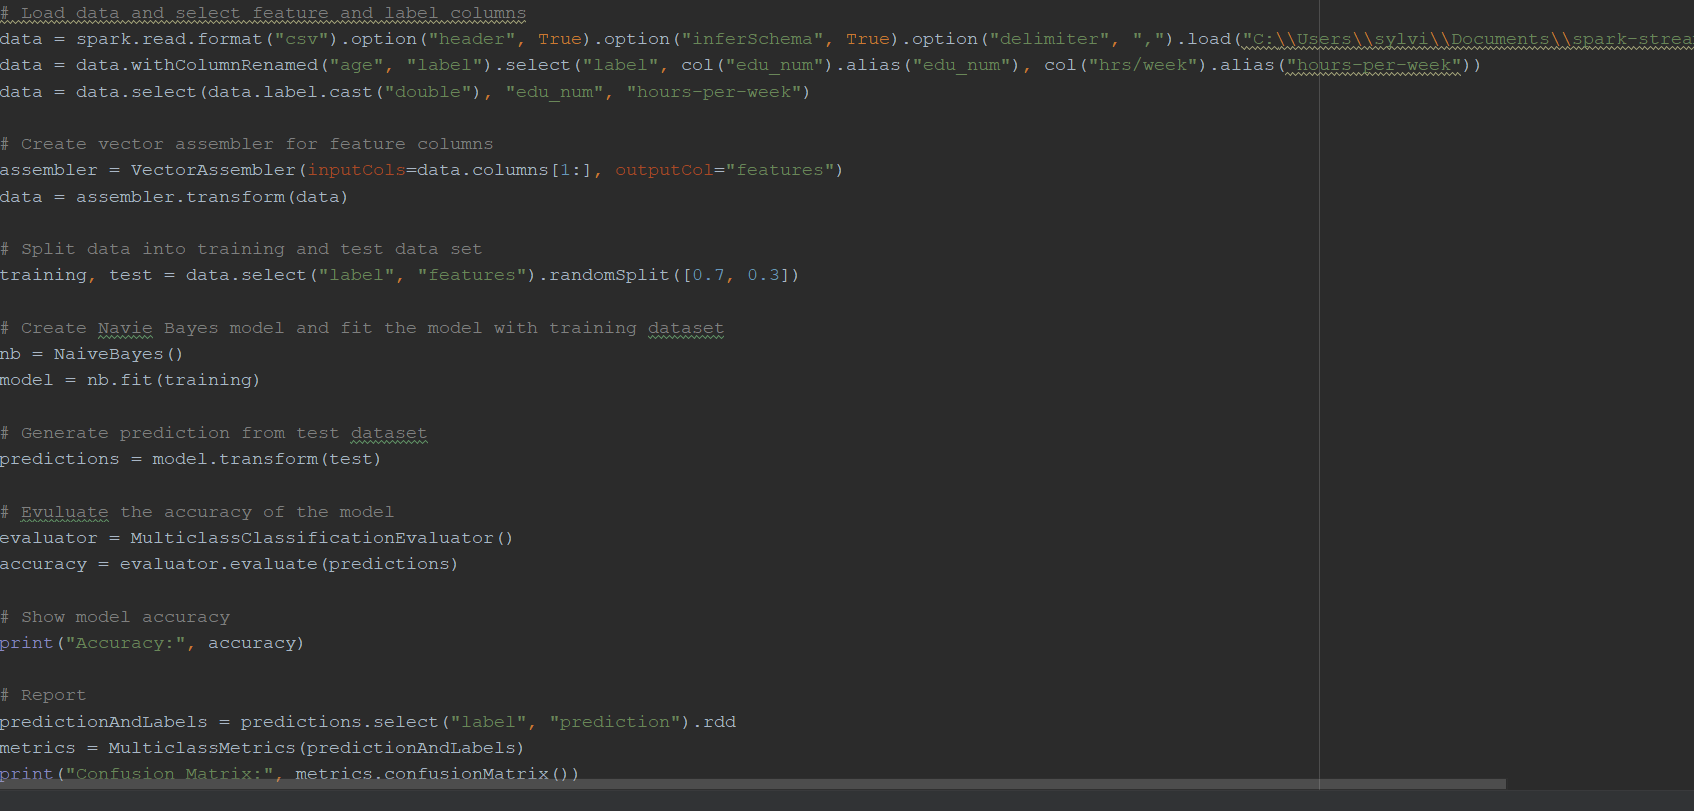 # Load data and select feature and label columns
data = spark.read.format("csv").option("header", True).option("inferSchema", True).option("delimiter", ",").load("C:\\Users\\sylvi\\Documents\\spark-strea
data = data.withColumnRenamed("age", "label").select("label", col("edu_num").alias("edu_num"), col("hrs/week").alias("hours-per-week"))
data = data.select(data.label.cast("double"), "edu_num", "hours-per-week")
# Create vector assembler for feature columns
assembler = VectorAssembler(inputCols=data.columns[1:], outputCol="features")
data = assembler.transform(data)
# Split data into training and test data set
training, test = data.select("label", "features").randomSplit([0.7, 0.3])
# Create Navie Bayes model and fit the model with training dataset
nb = NaiveBayes()
model = nb.fit(training)
# Generate prediction from test dataset
predictions = model.transform(test)
# Evuluate the accuracy of the model
evaluator = MulticlassClassificationEvaluator()
accuracy = evaluator.evaluate(predictions)
# Show model accuracy
print("Accuracy:", accuracy)
# Report
predictionAndLabels = predictions.select("label", "prediction").rdd
metrics = MulticlassMetrics(predictionAndLabels)
print("Confusion Matrix:", metrics.confusionMatrix())